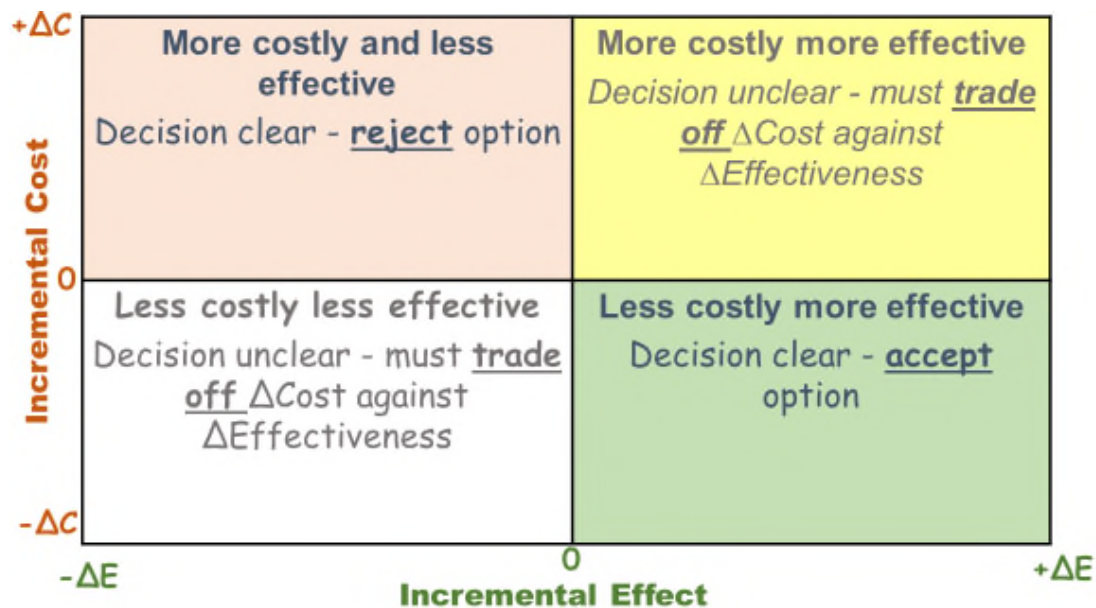 +ΔC
More costly and less
effective
Decision clear - reject option
More costly more effective
Decision unclear - must trade
off ΔCost against
ΔEffectiveness
Incremental Cost
0
Less costly less effective
Decision unclear - must trade
off ΔCost against
ΔEffectiveness
Less costly more effective
Decision clear - accept
option
-ΔC
-ΔE
0
+ΔE
Incremental Effect